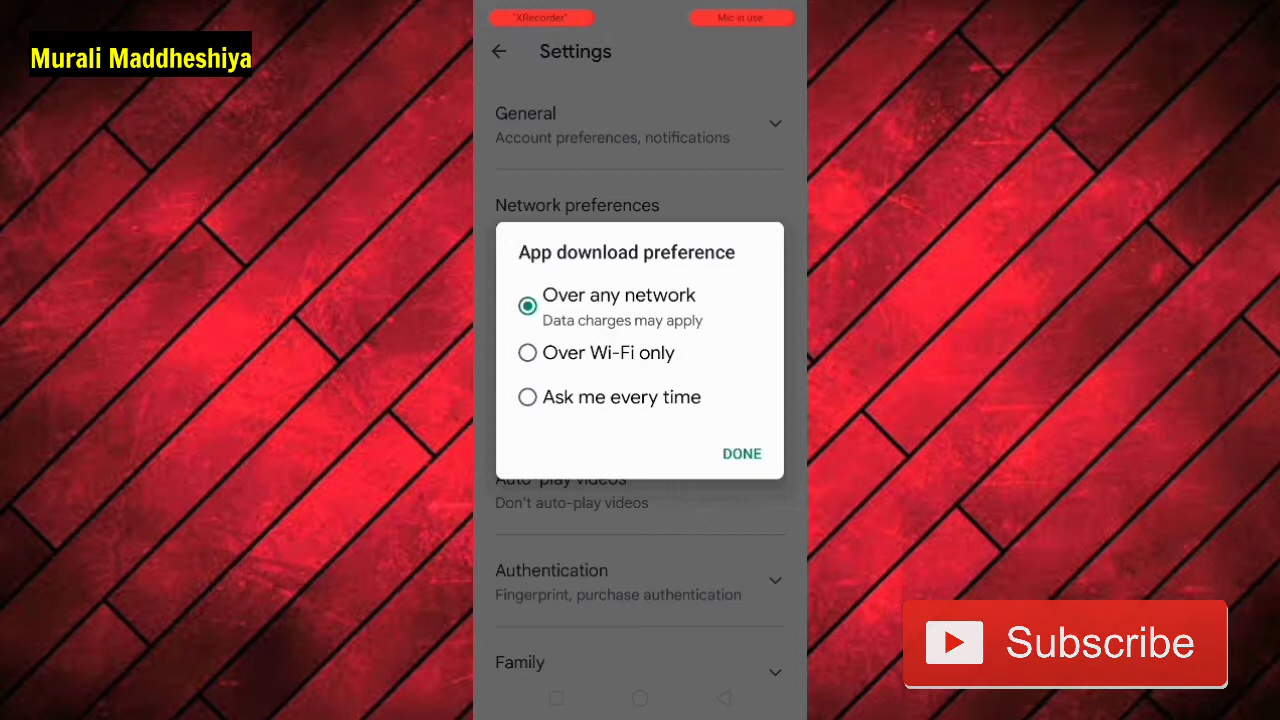 Murali Maddheshiya
"XRecorder"
Mic in use
Settings
General
Account preferences, notifications
Network preferences
App download preference
Over any network
Data charges may apply
Over Wi-Fi only
Ask me every time
DONE
Auto-play videos
Don't auto-play videos
Authentication
Fingerprint, purchase authentication
Family
Subscribe